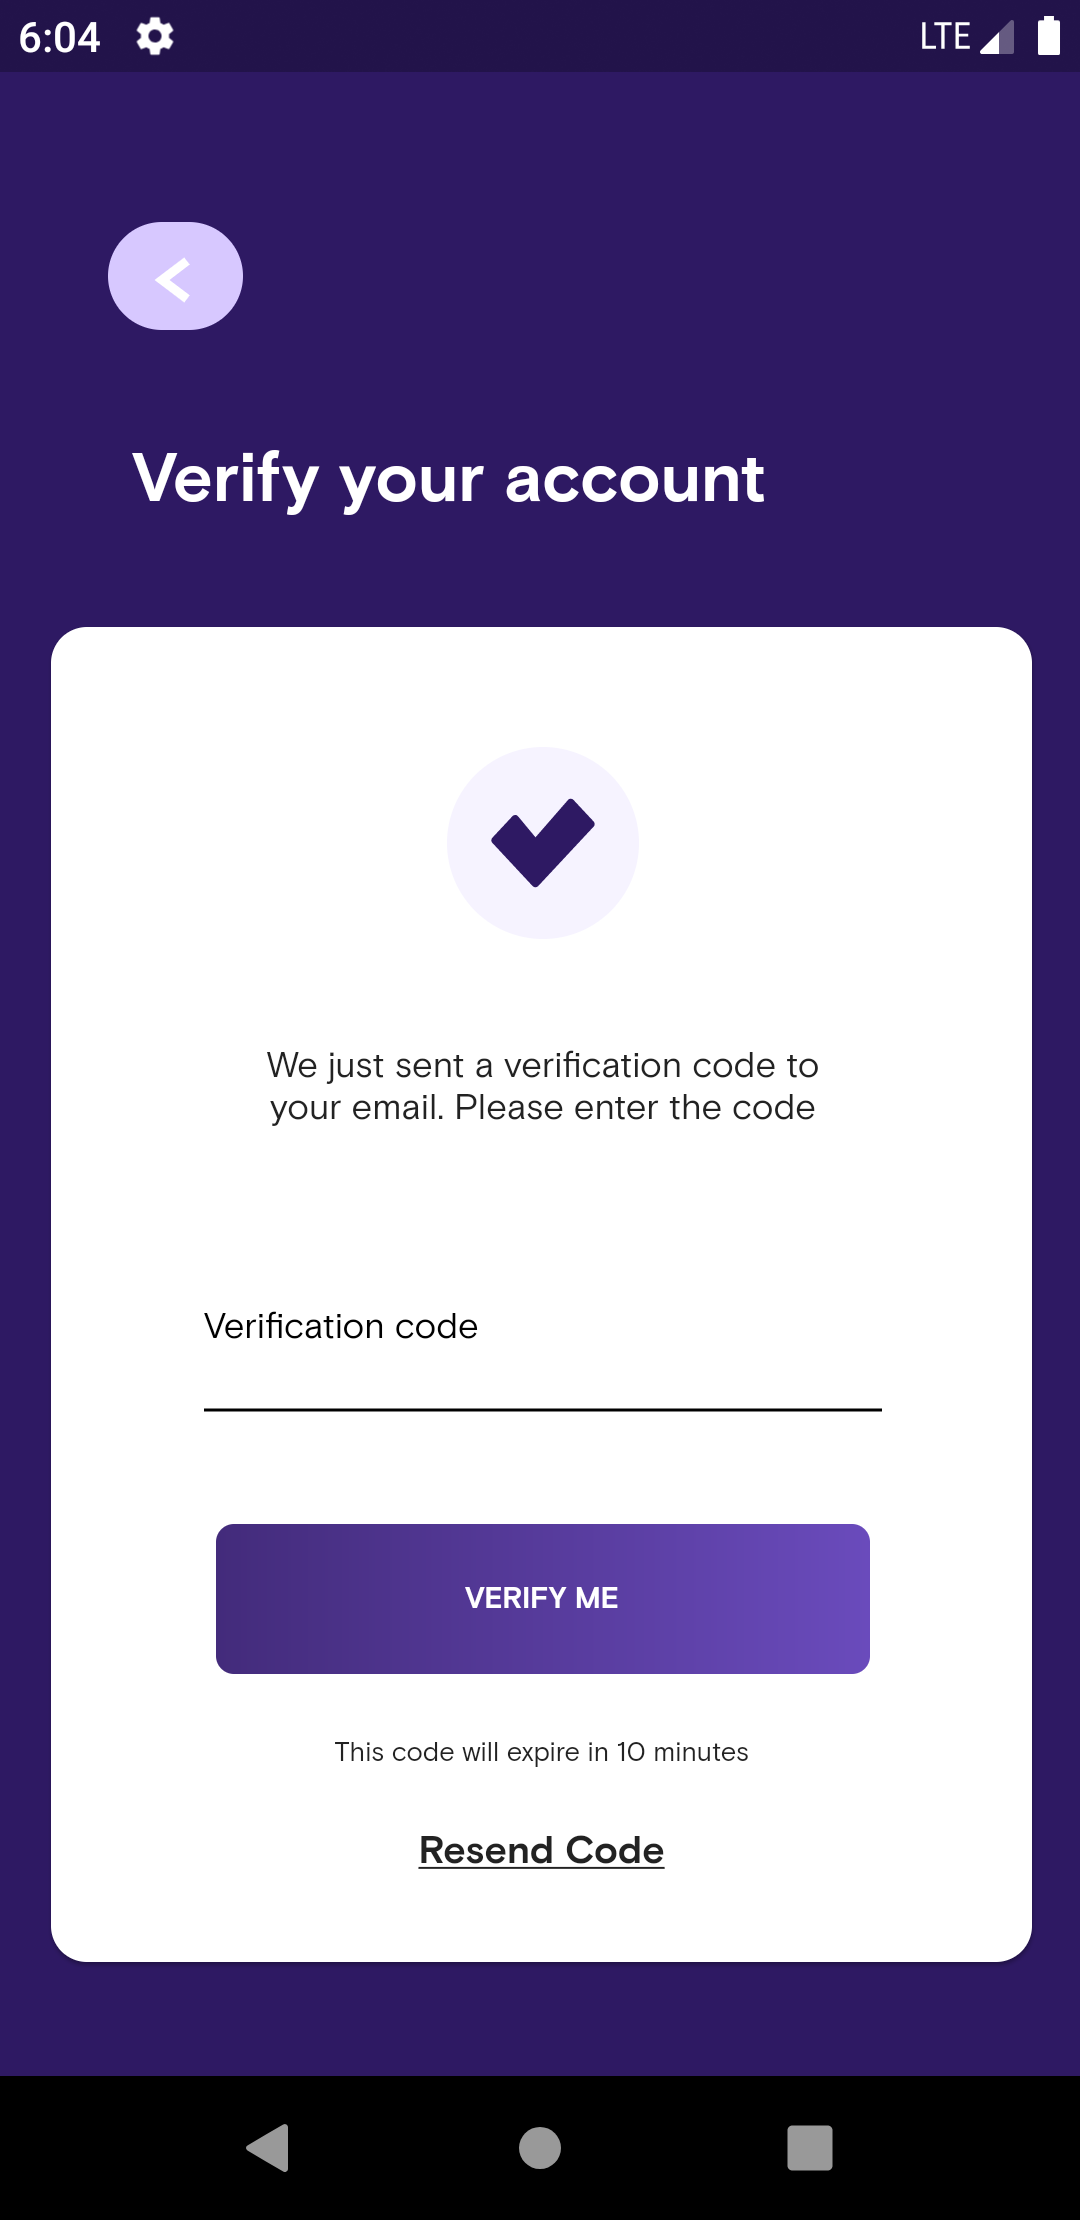 6:04
LTE
Verify your account
We just sent a verification code to
your email. Please enter the code
Verification code
VERIFY ME
This code will expire in 10 minutes
Resend Code